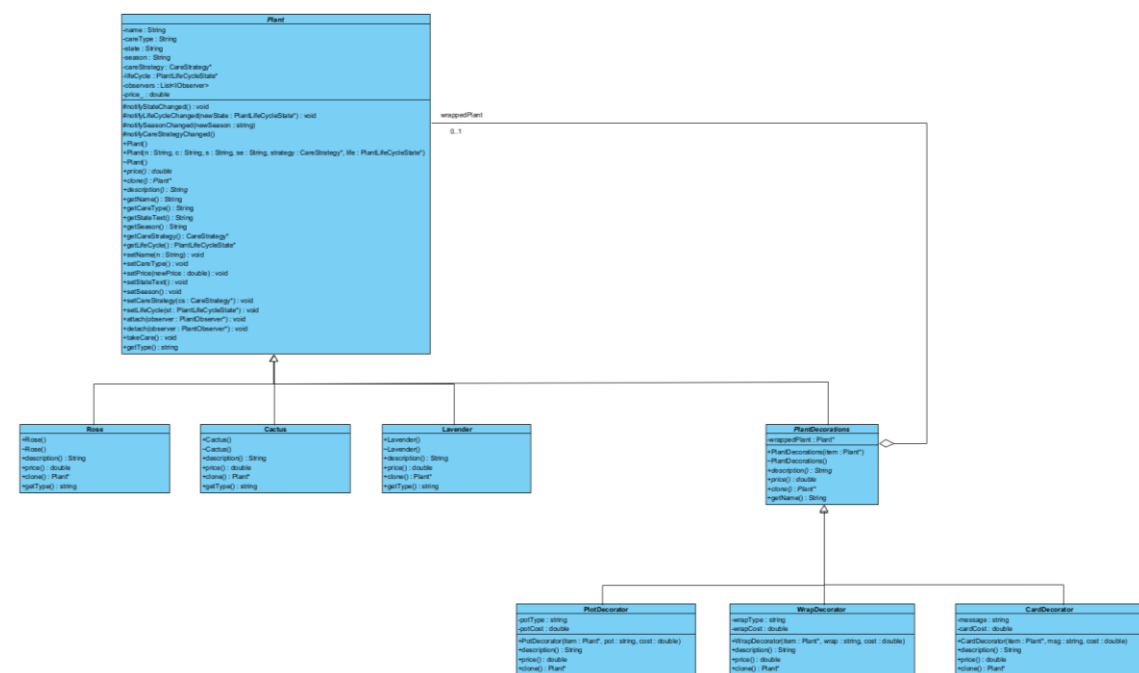 Plant
-name : String
-careType : String
-state : String
-season : String
-careStrategy : CareStrategy*
-lifeCycle : PlantLifeCycleState*
-observers : List<IObserver>
-price_ : double
#notifyStateChanged() : void
#notifyLifeCycleChanged(newState : PlantLifeCycleState*) : void
#notifySeasonChanged(newSeason : string)
#notifyCareStrategyChanged()
+Plant()
+Plant(n : String, c : String, s : String, se : String, strategy : CareStrategy*, life : PlantLifeCycleState*)
~Plant()
+price() : double
+clone() : Plant*
+description() : String
+getName() : String
+getCareType() : String
+getStateText() : String
+getSeason() : String
+getCareStrategy() : CareStrategy*
+getLifeCycle() : PlantLifeCycleState*
+setName(n : String) : void
+setCareType() : void
+setPrice(newPrice : double) : void
+setStateText() : void
+setSeason() : void
+setCareStrategy(cs : CareStrategy*) : void
+setLifeCycle(st : PlantLifeCycleState*) : void
+attach(observer : PlantObserver*) : void
+detach(observer : PlantObserver*) : void
+takeCare() : void
+getType() : string
wrappedPlant
0..1
Rose
+Rose()
~Rose()
+description() : String
+price() : double
+clone() : Plant*
+getType() : string
Cactus
+Cactus()
~Cactus()
+description() : String
+price() : double
+clone() : Plant*
+getType() : string
Lavender
+Lavender()
~Lavender()
+description() : String
+price() : double
+clone() : Plant*
+getType() : string
PlantDecorations
-wrappedPlant : Plant*
+PlantDecorations(item : Plant*)
~PlantDecorations()
+description() : String
+price() : double
+clone() : Plant*
+getName() : String
PlotDecorator
-potType : string
-potCost : double
+PotDecorator(item : Plant*, pot : string, cost : double)
+description() : String
+price() : double
+clone() : Plant*
WrapDecorator
-wrapType : string
-wrapCost : double
+WrapDecorator(item : Plant*, wrap : string, cost : double)
+description() : String
+price() : double
+clone() : Plant*
CardDecorator
-message : string
-cardCost : double
+CardDecorator(item : Plant*, msg : string, cost : double)
+description() : String
+price() : double
+clone() : Plant*